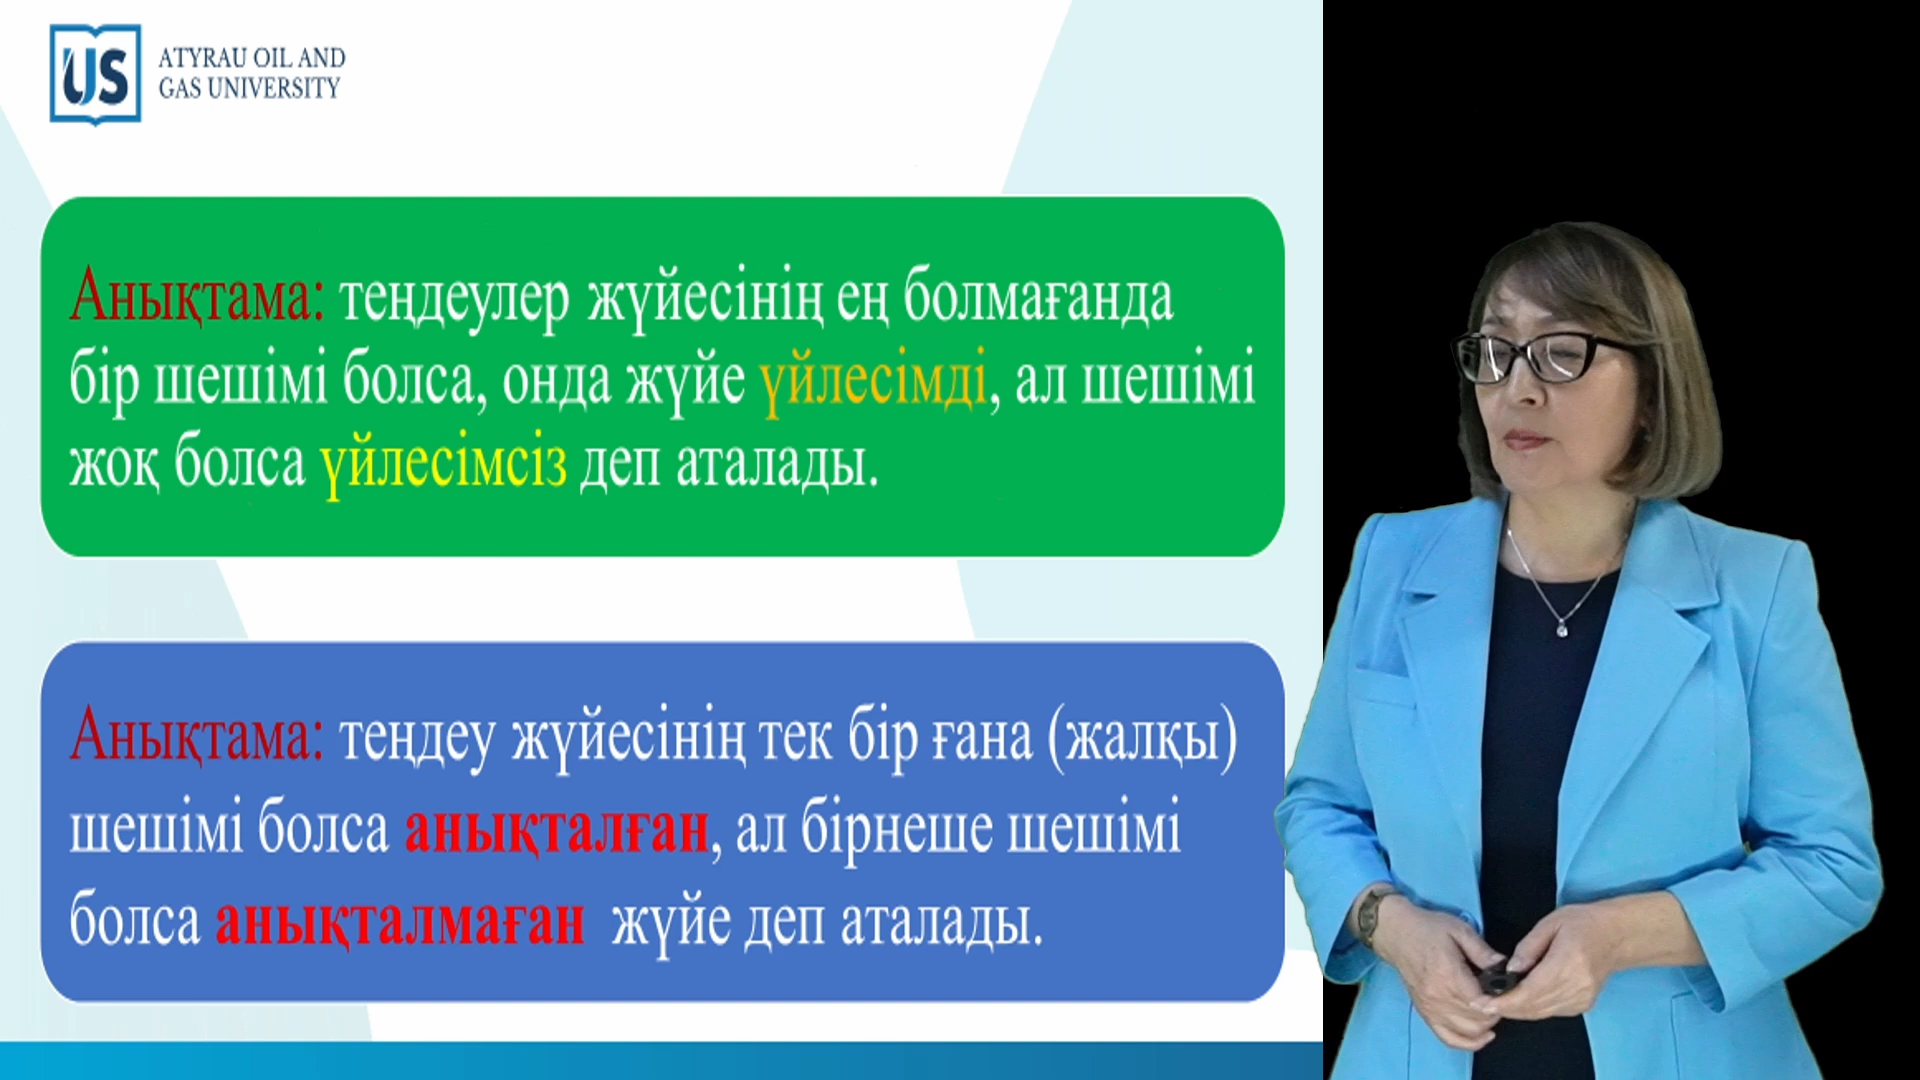 US
ATYRAU OIL AND
GAS UNIVERSITY
Анықтама: теңдеулер жүйесінің ең болмағанда
бір шешімі болса, онда жүйе үйлесімді, ал шешімі
жоқ болса үйлесімсіз деп аталады.
Анықтама: теңдеу жүйесінің тек бір ғана (жалқы)
шешімі болса анықталған, ал бірнеше шешімі
болса анықталмаған жүйе деп аталады.